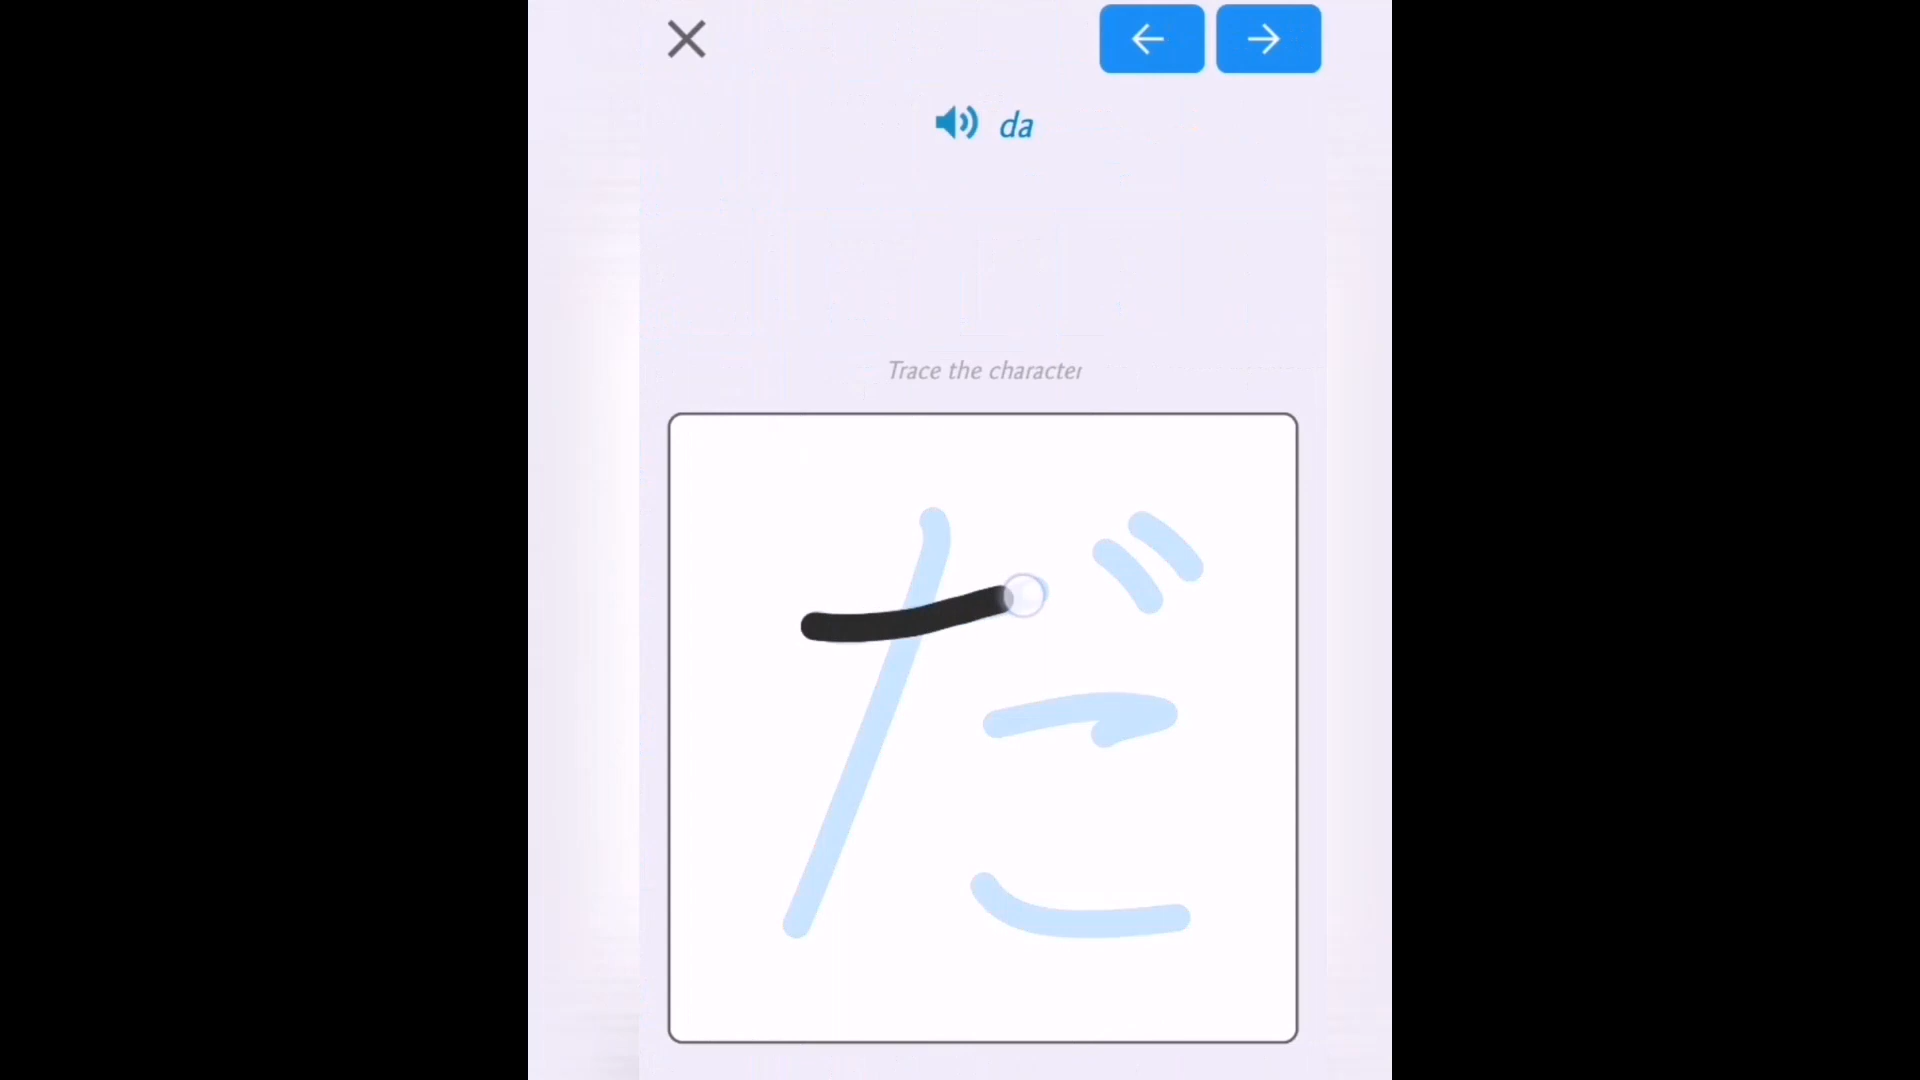 da
Trace the character
だ